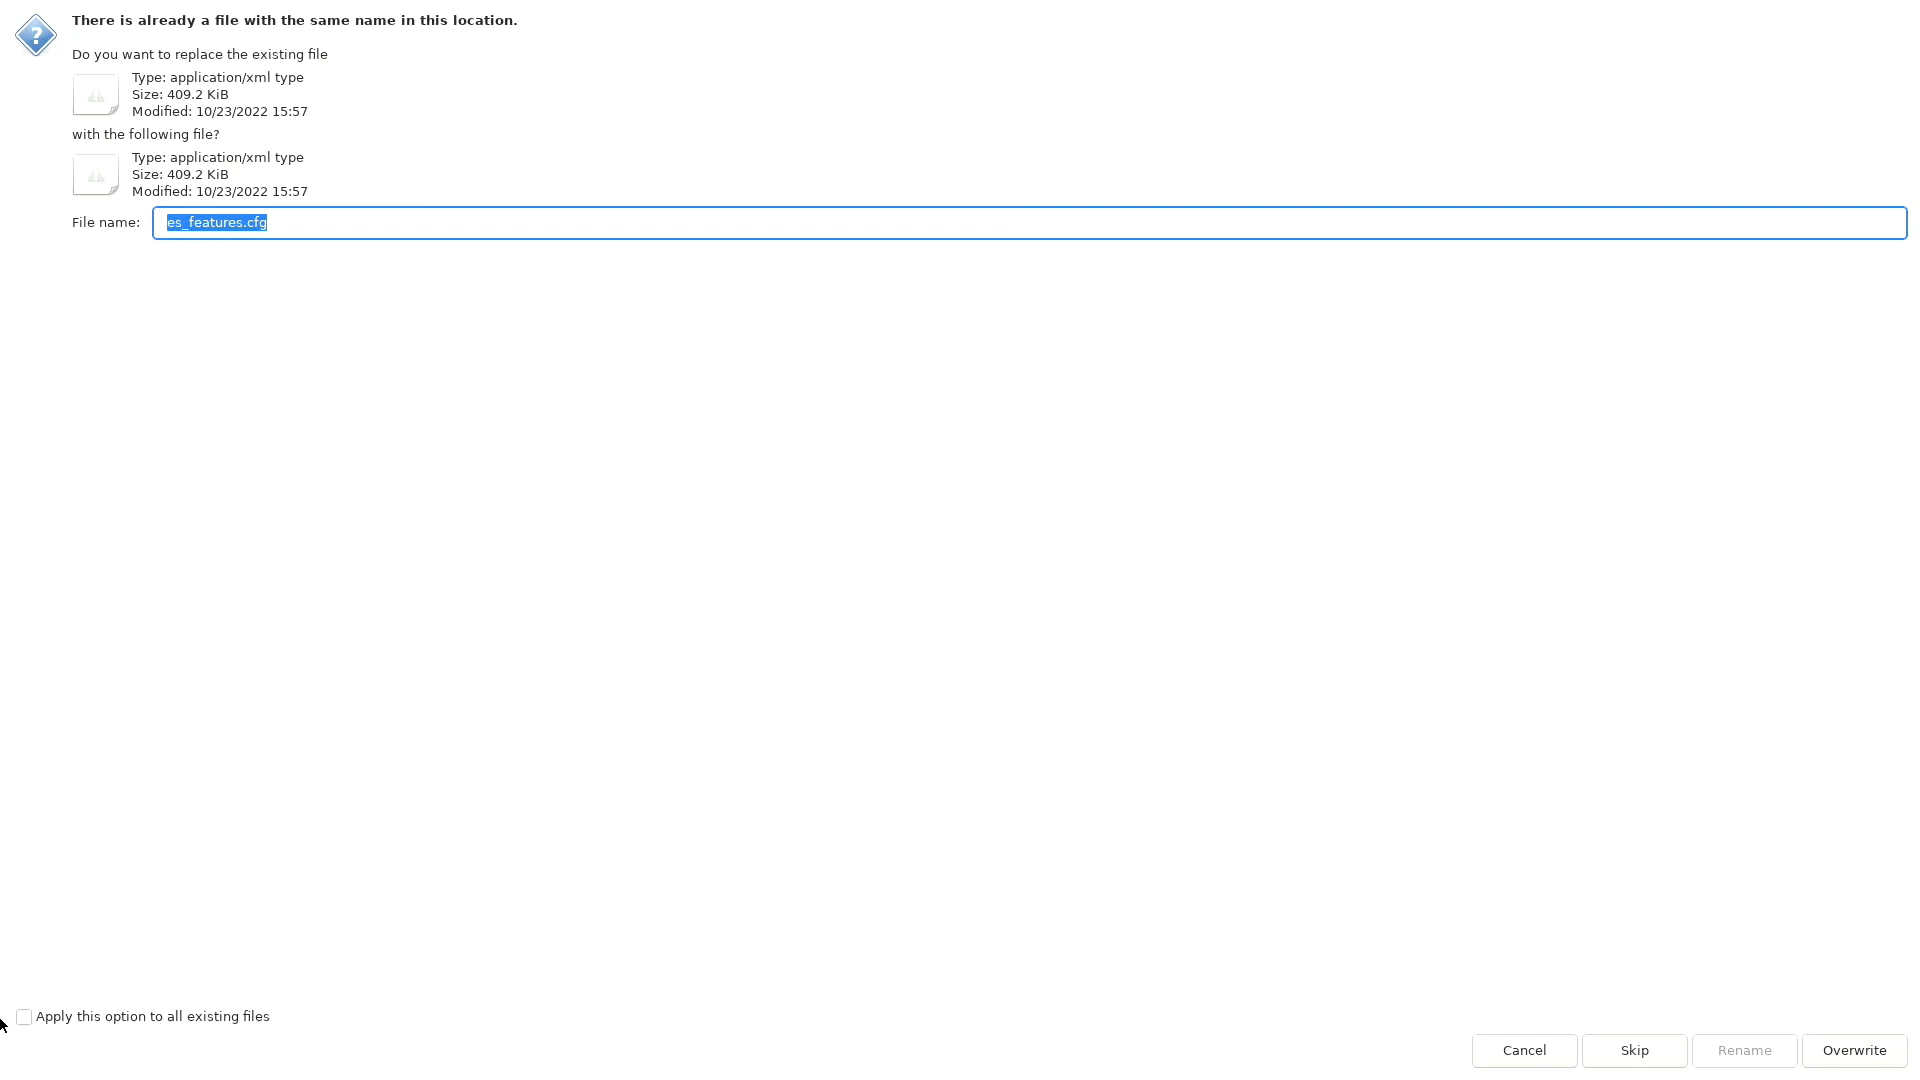 There is already a file with the same name in this location.
Do you want to replace the existing file
Type: application/xml type
Size: 409.2 KiB
Modified: 10/23/2022 15:57
with the following file?
Type: application/xml type
Size: 409.2 KiB
Modified: 10/23/2022 15:57
File name: es_features.cfg
Apply this option to all existing files
Cancel Skip Rename Overwrite